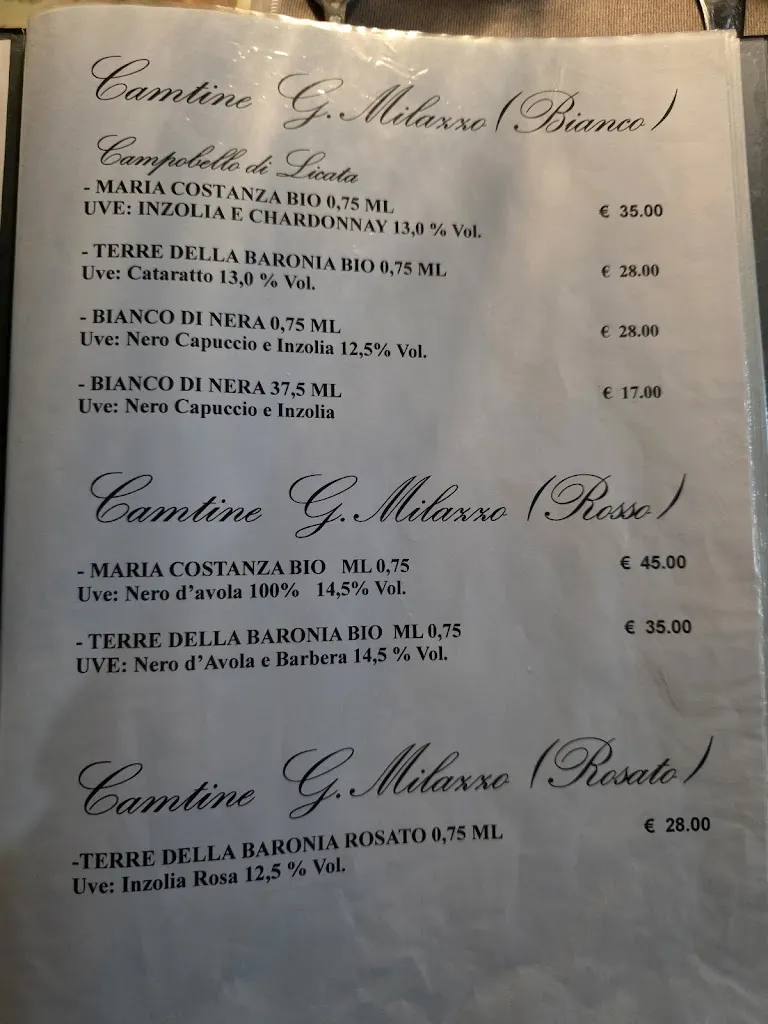 Camtine G. Milazzo (Bianco)
Campobello di Licata
- MARIA COSTANZA BIO 0,75 ML € 35.00
UVE: INZOLIA E CHARDONNAY 13,0 % Vol.
- TERRE DELLA BARONIA BIO 0,75 ML € 28.00
Uve: Cataratto 13,0 % Vol.
- BIANCO DI NERA 0,75 ML € 28.00
Uve: Nero Capuccio e Inzolia 12,5% Vol.
- BIANCO DI NERA 37,5 ML € 17.00
Uve: Nero Capuccio e Inzolia
Camtine G. Milazzo (Rosso)
- MARIA COSTANZA BIO ML 0,75 € 45.00
Uve: Nero d'avola 100% 14,5% Vol.
- TERRE DELLA BARONIA BIO ML 0,75 € 35.00
UVE: Nero d'Avola e Barbera 14,5 % Vol.
Camtine G. Milazzo (Rosato)
-TERRE DELLA BARONIA ROSATO 0,75 ML € 28.00
Uve: Inzolia Rosa 12,5 % Vol.